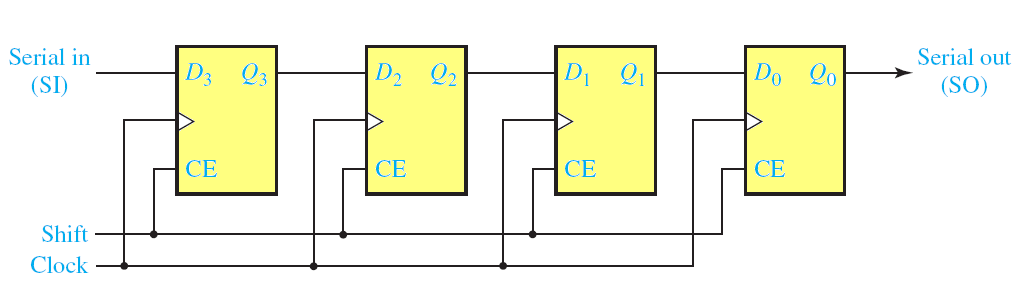 Serial in
(SI)
D3 Q3
CE
D2 Q2
CE
D1 Q1
CE
D0 Q0
CE
Serial out
(SO)
Shift
Clock